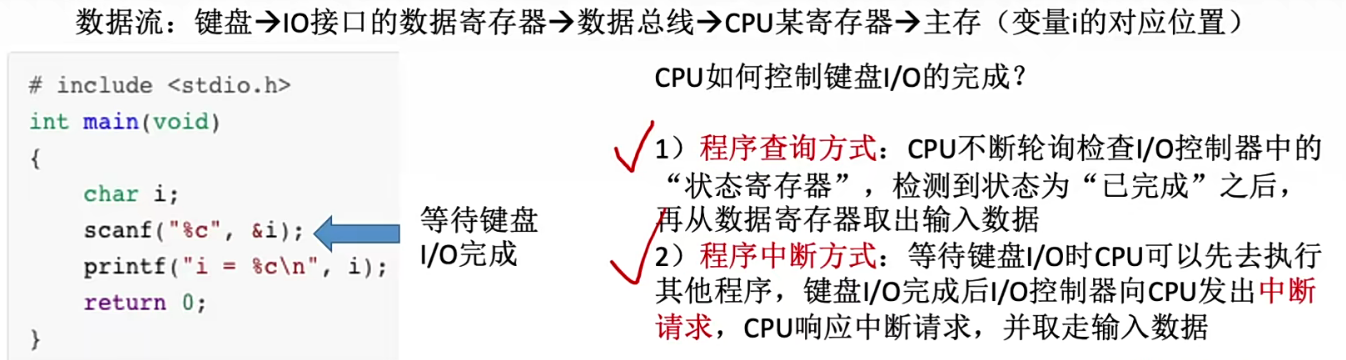 数据流：键盘→IO接口的数据寄存器→数据总线→CPU某寄存器→主存（变量i的对应位置）
# include <stdio.h>
int main(void)
{
    char i;
    scanf("%c", &i);
    printf("i = %c\n", i);
    return 0;
}
等待键盘
I/O完成
CPU如何控制键盘I/O的完成？
1）程序查询方式：CPU不断轮询检查I/O控制器中的
“状态寄存器”，检测到状态为“已完成”之后，
再从数据寄存器取出输入数据
2）程序中断方式：等待键盘I/O时CPU可以先去执行
其他程序，键盘I/O完成后I/O控制器向CPU发出中断
请求，CPU响应中断请求，并取走输入数据